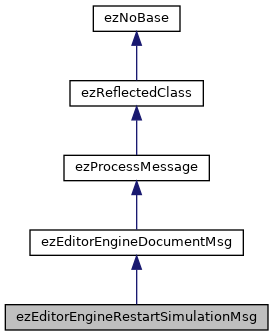 ezNoBase
ezReflectedClass
ezProcessMessage
ezEditorEngineDocumentMsg
ezEditorEngineRestartSimulationMsg